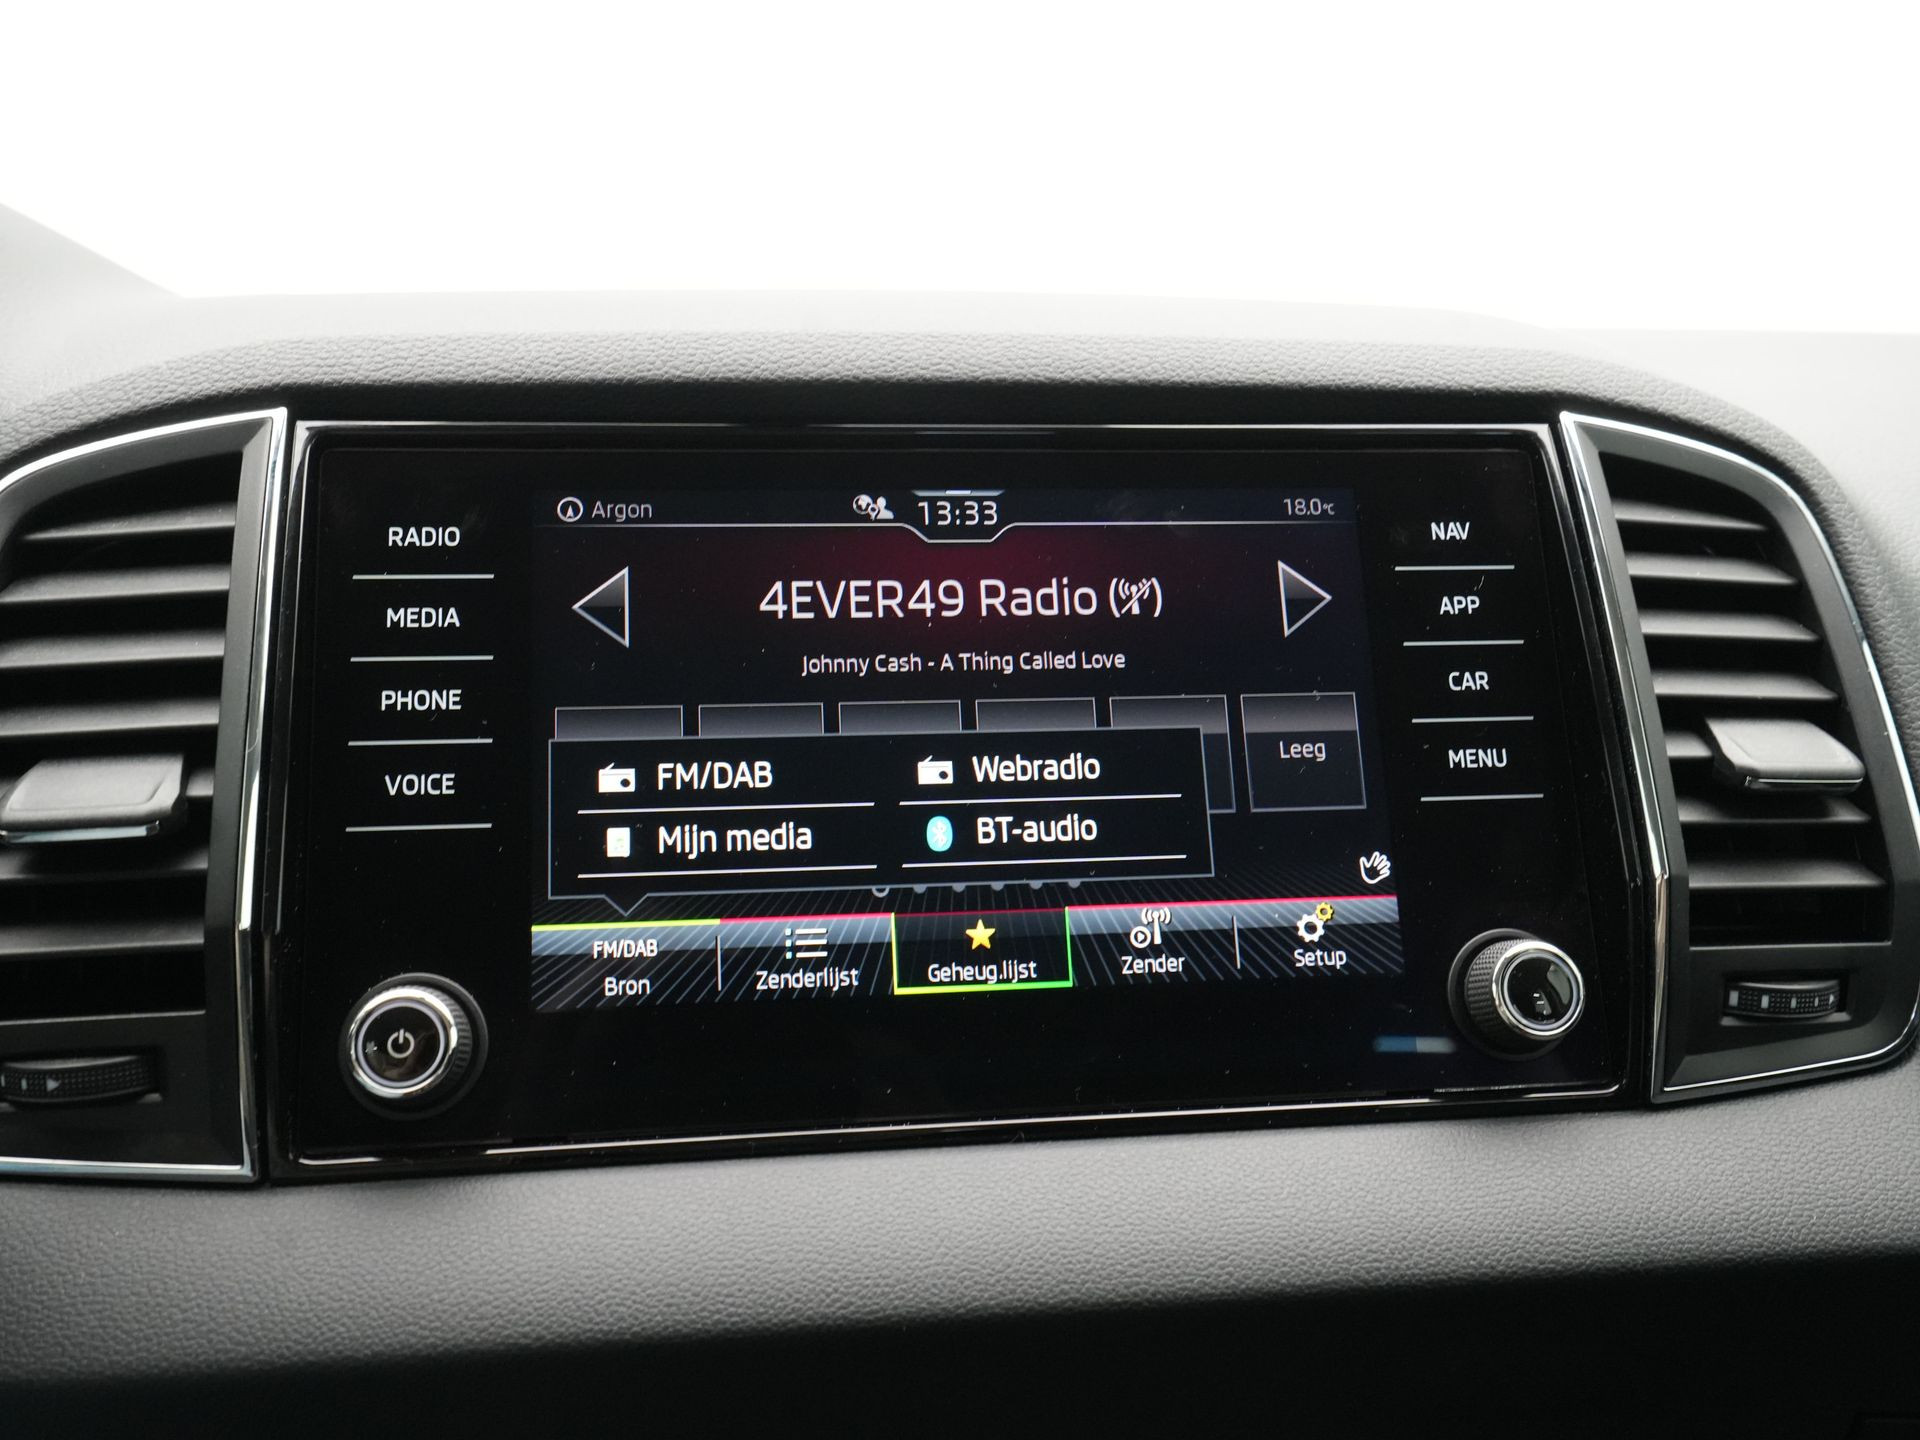 Argon
13:33
18.0°C
4EVER49 Radio
Johnny Cash - A Thing Called Love
Leeg
FM/DAB
Webradio
Mijn media
BT-audio
FM/DAB
Bron
Zenderlijst
Geheug.lijst
Zender
Setup
RADIO
MEDIA
PHONE
VOICE
NAV
APP
CAR
MENU